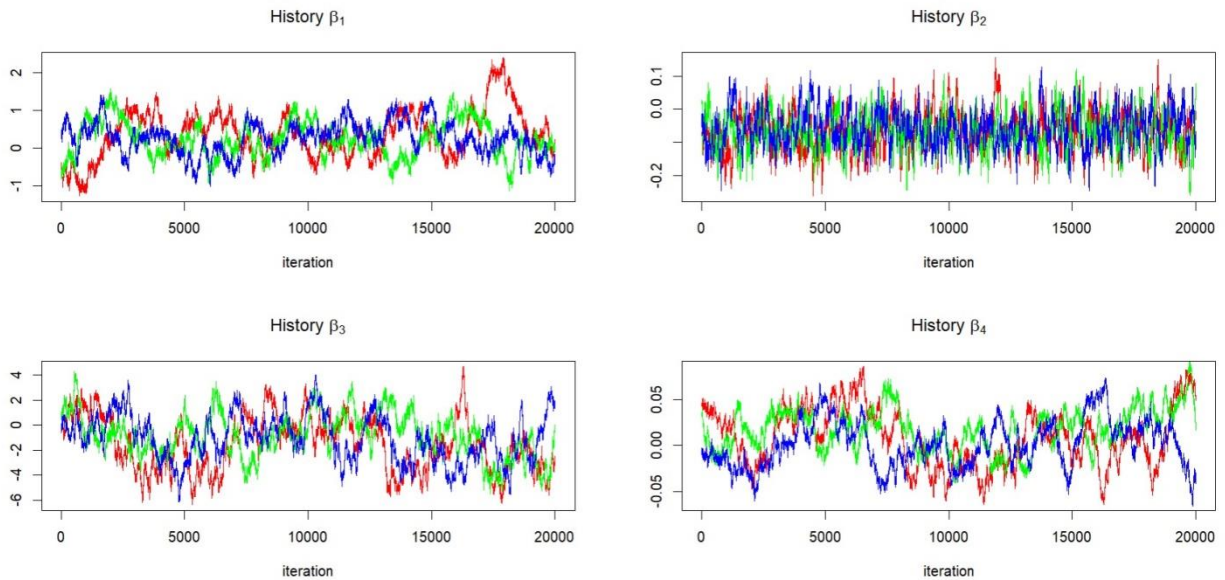 History β₁
2
1
0
-1
0 5000 10000 15000 20000
iteration
History β₂
0.1
0.0
-0.2
0 5000 10000 15000 20000
iteration
History β₃
4
2
0
-2
-4
-6
0 5000 10000 15000 20000
iteration
History β₄
0.05
0.00
-0.05
0 5000 10000 15000 20000
iteration